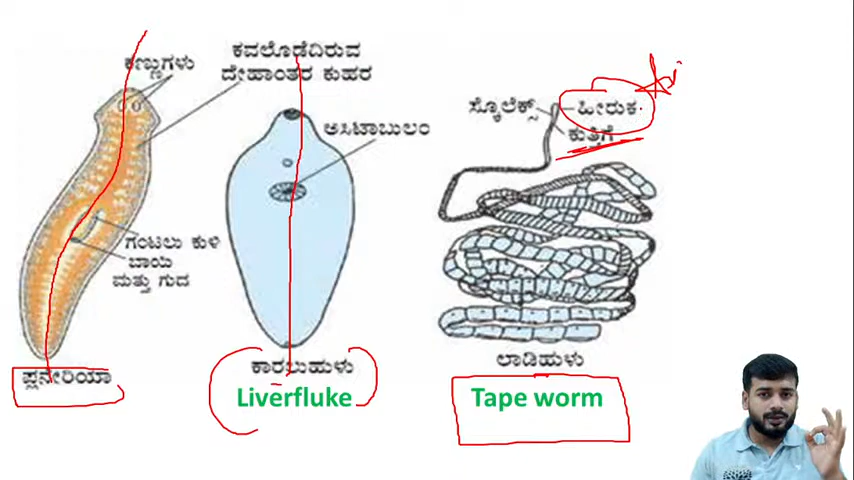 ಕಣ್ಣುಗಳು
ಕವಲೊಡೆದಿರುವ
ದೇಹಾಂತರ ಕುಹರ
ಗಂಟಲು ಕುಳಿ
ಬಾಯಿ
ಮತ್ತು ಗುದ
ಪ್ಲನೇರಿಯಾ
ಅಸಿಟಾಬುಲಂ
ಕಾರಲುಹುಳು
Liverfluke
ಸ್ಕೊಲೆಕ್ಸ್
ಹೀರುಕ
ಕುತ್ತಿಗೆ
ಲಾಡಿಹುಳು
Tape worm